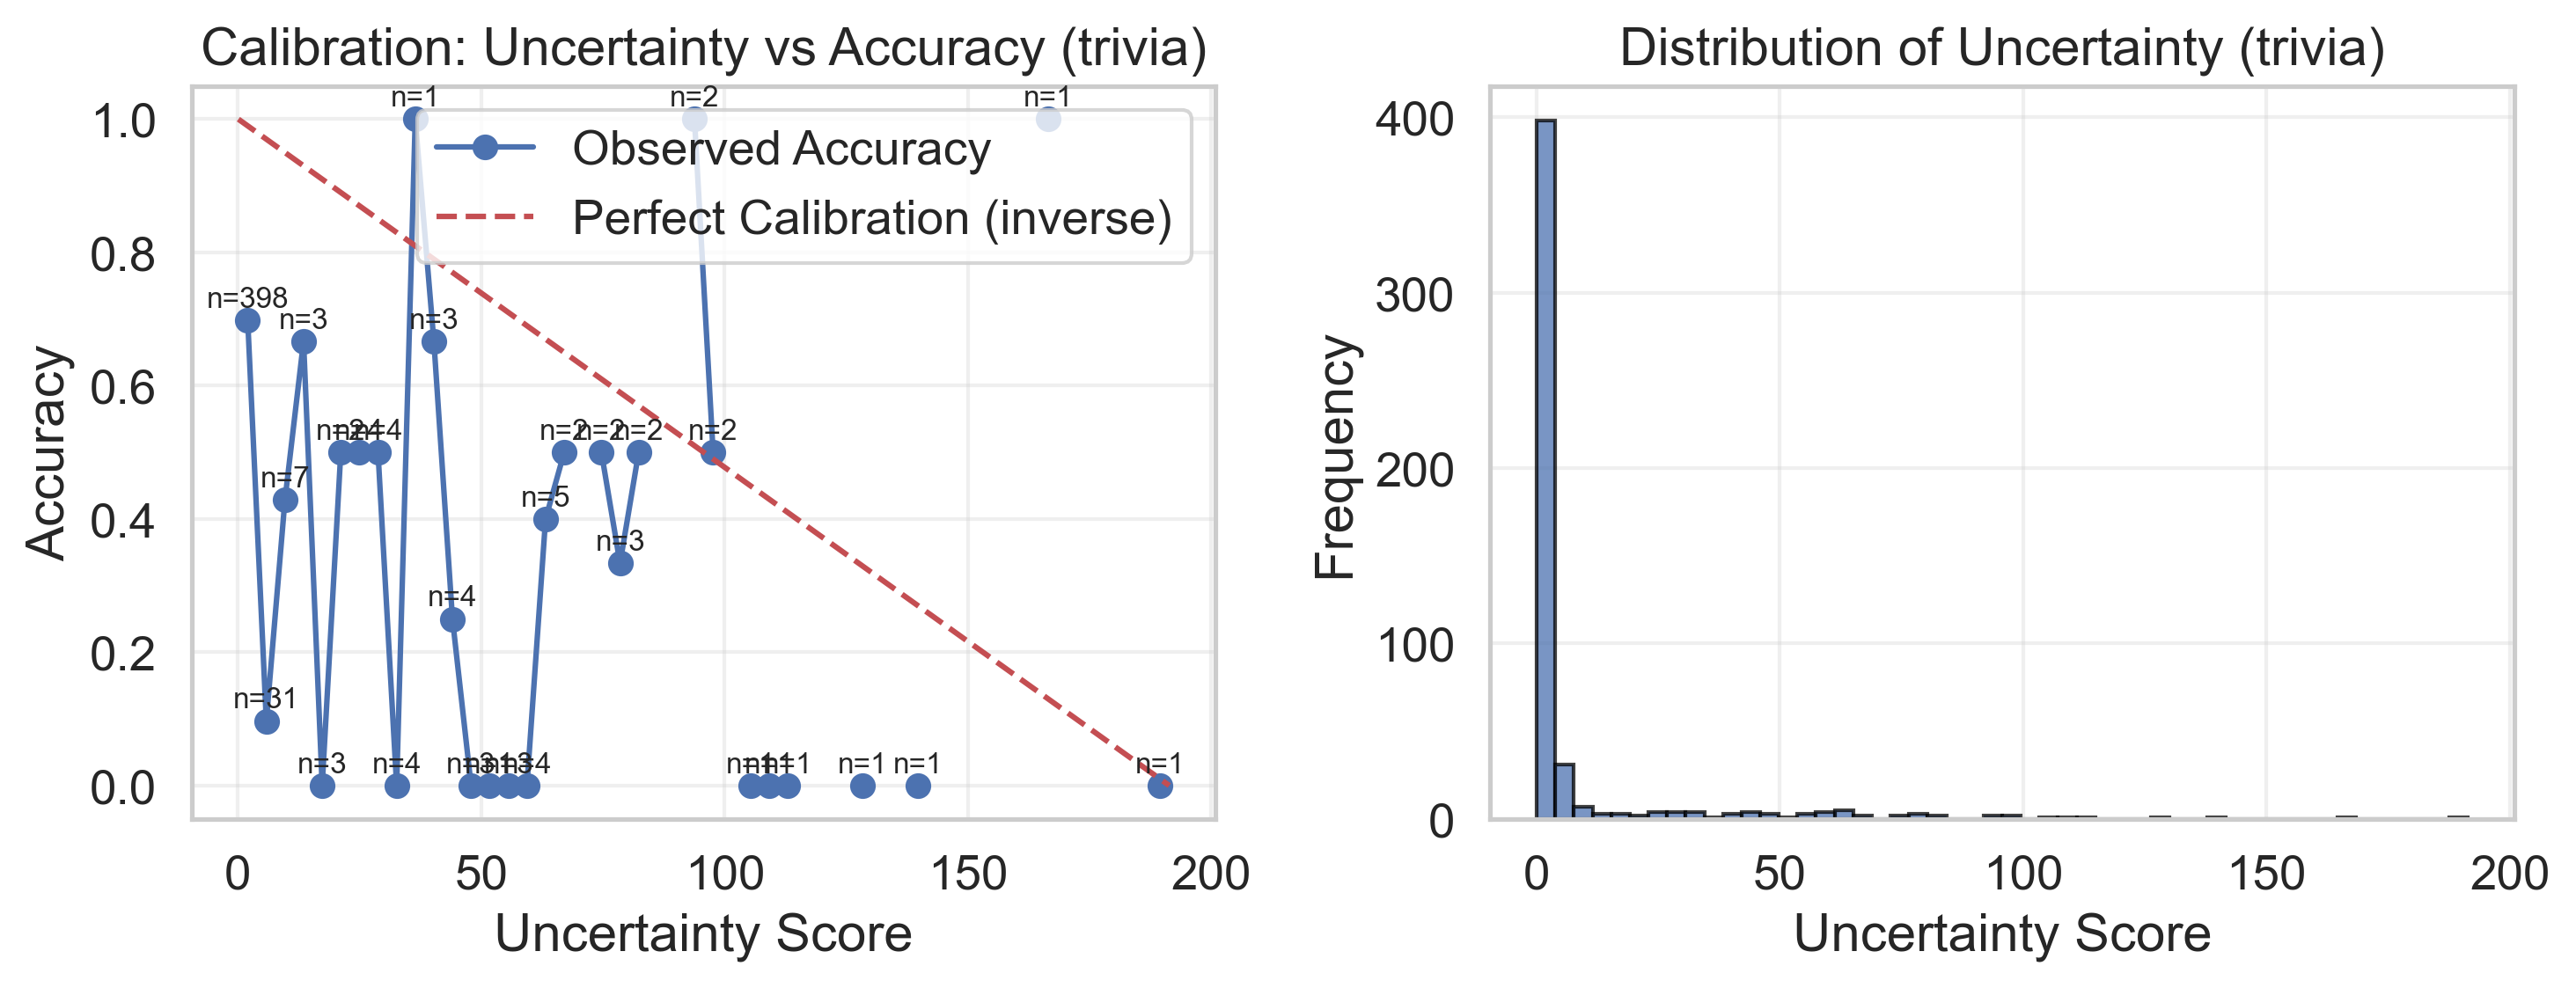 Calibration: Uncertainty vs Accuracy (trivia)
n=1
n=2
n=1
Observed Accuracy
Perfect Calibration (inverse)
n=398
n=3
n=3
n=2
n=4
n=4
n=2
n=2
n=2
n=2
n=7
n=5
n=3
n=4
n=31
n=3
n=4
n=3
n=1
n=3
n=4
n=1
n=1
n=1
n=1
n=1
n=1
1.0
0.8
0.6
0.4
0.2
0.0
Accuracy
0 50 100 150 200
Uncertainty Score
Distribution of Uncertainty (trivia)
400
300
200
100
0
Frequency
0 50 100 150 200
Uncertainty Score